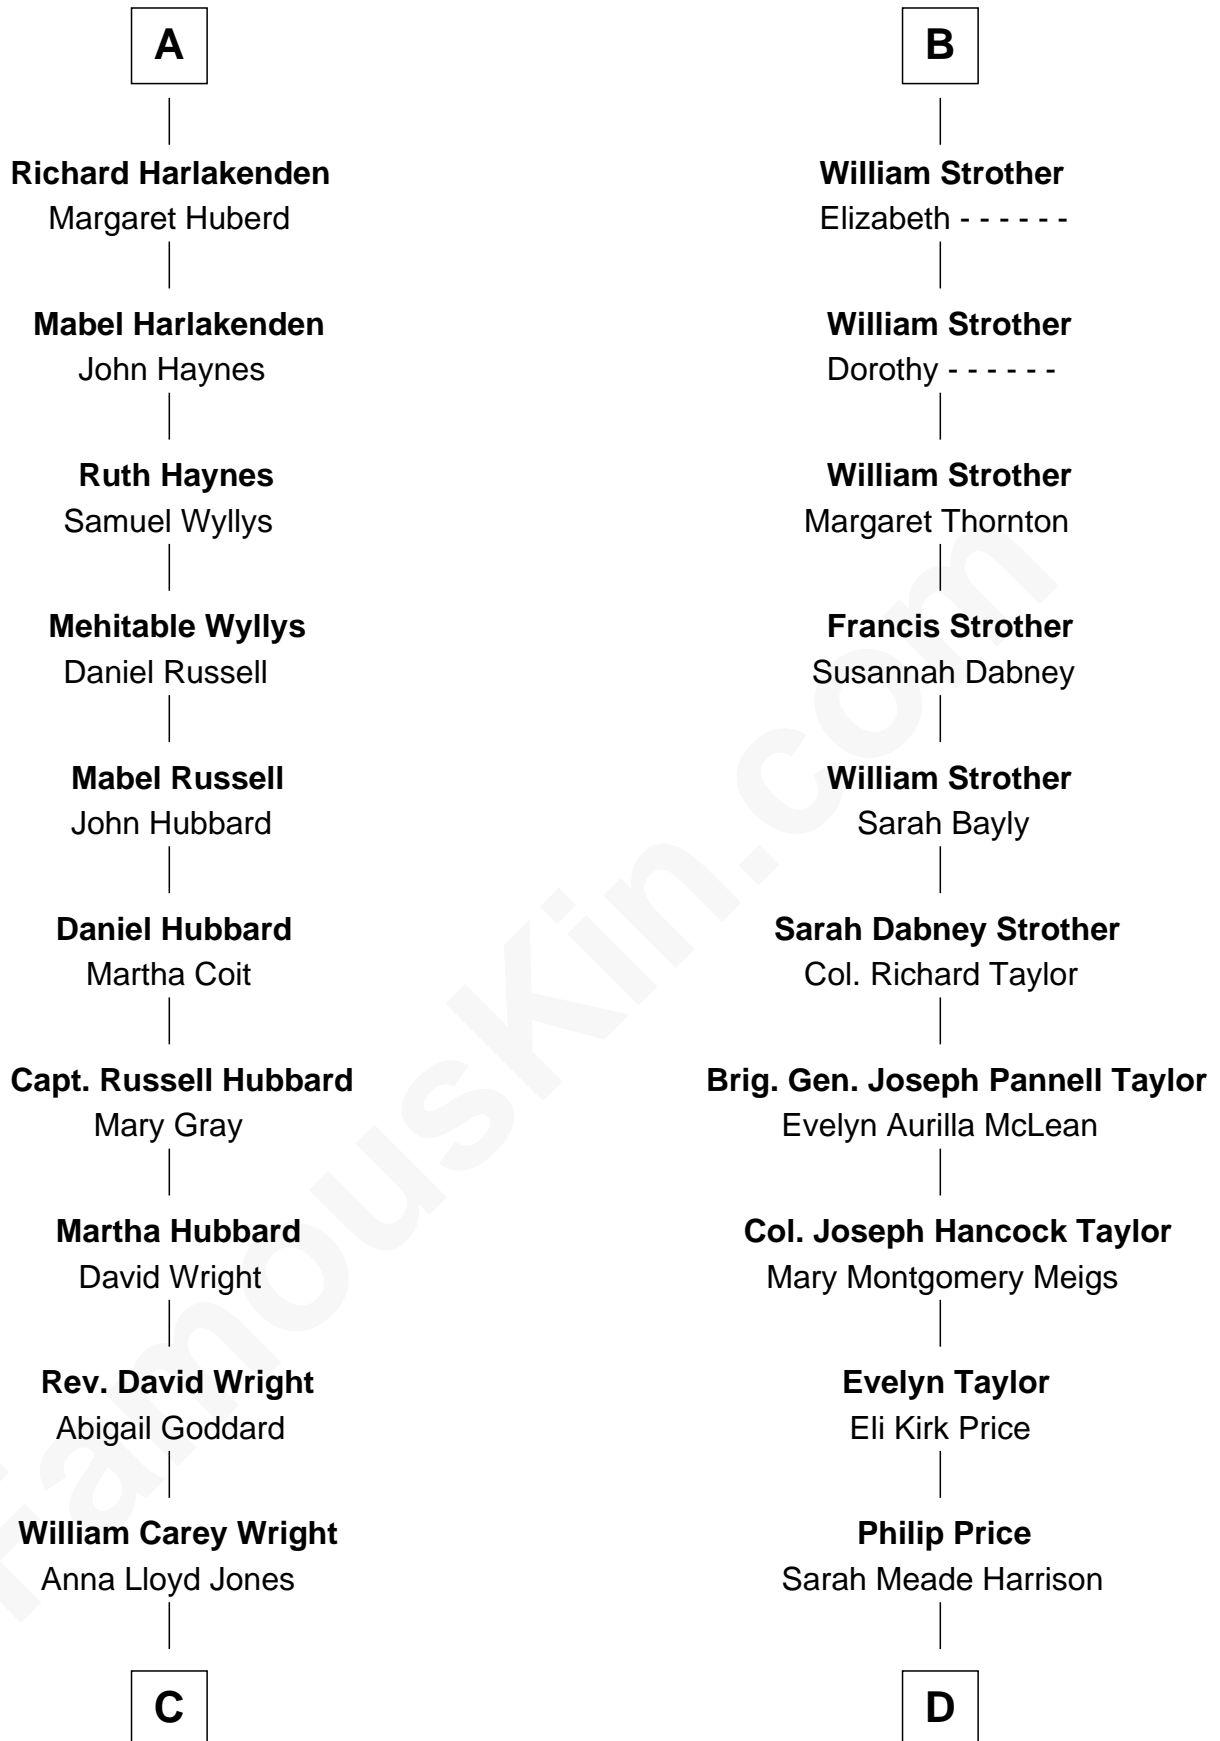 A
Richard Harlakenden
Margaret Huberd
Mabel Harlakenden
John Haynes
Ruth Haynes
Samuel Wyllys
Mehitable Wyllys
Daniel Russell
Mabel Russell
John Hubbard
Daniel Hubbard
Martha Coit
Capt. Russell Hubbard
Mary Gray
Martha Hubbard
David Wright
Rev. David Wright
Abigail Goddard
William Carey Wright
Anna Lloyd Jones
C
B
William Strother
Elizabeth - - - - - -
William Strother
Dorothy - - - - - -
William Strother
Margaret Thornton
Francis Strother
Susannah Dabney
William Strother
Sarah Bayly
Sarah Dabney Strother
Col. Richard Taylor
Brig. Gen. Joseph Pannell Taylor
Evelyn Aurilla McLean
Col. Joseph Hancock Taylor
Mary Montgomery Meigs
Evelyn Taylor
Eli Kirk Price
Philip Price
Sarah Meade Harrison
D
FamousKin.com